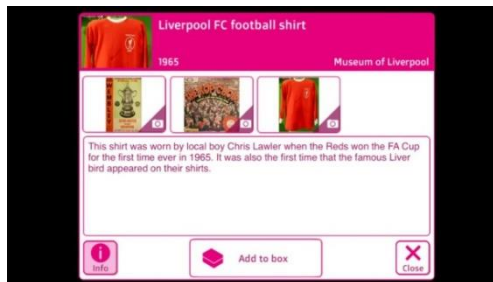 Liverpool FC football shirt
1965
Museum of Liverpool
This shirt was worn by local boy Chris Lawler when the Reds won the FA Cup
for the first time ever in 1965. It was also the first time that the famous Liver
bird appeared on their shirts.
Info
Add to box
Close